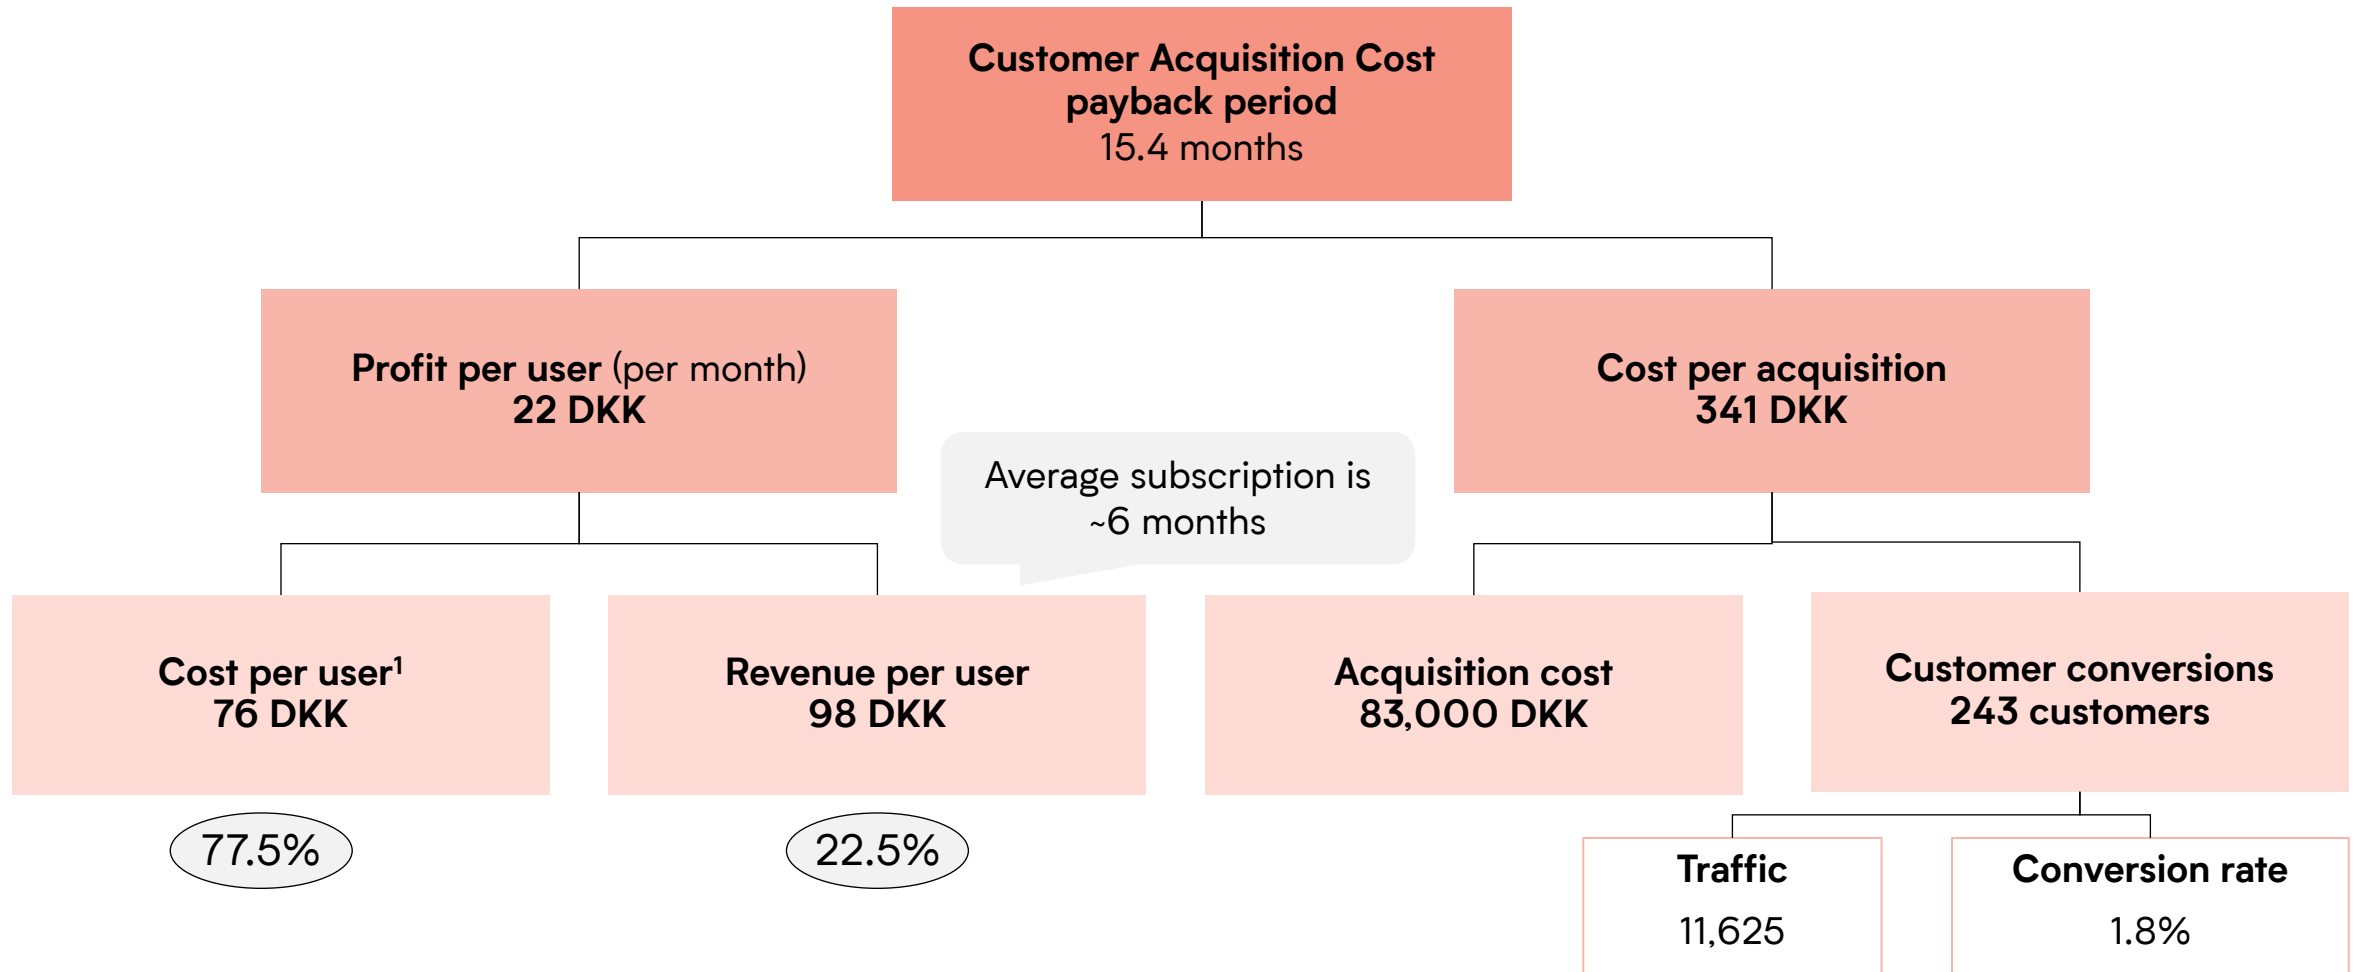 Customer Acquisition Cost
payback period
15.4 months
Profit per user (per month)
22 DKK
Cost per acquisition
341 DKK
Average subscription is
~6 months
Cost per user¹
76 DKK
Revenue per user
98 DKK
Acquisition cost
83,000 DKK
Customer conversions
243 customers
77.5%
22.5%
Traffic
11,625
Conversion rate
1.8%